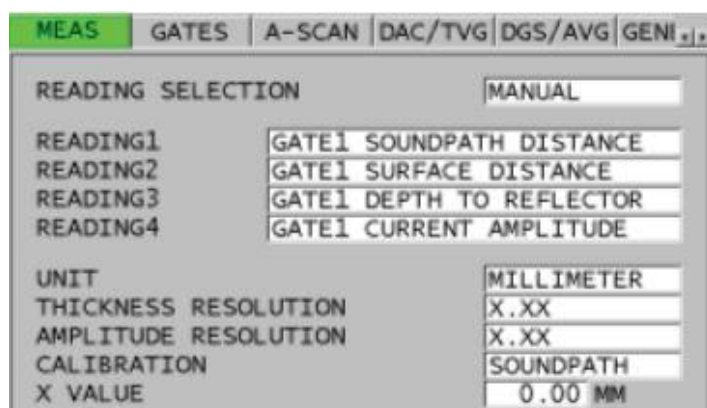 MEAS GATES A-SCAN DAC/TVG DGS/AVG GENE
READING SELECTION MANUAL
READING1 GATE1 SOUNDPATH DISTANCE
READING2 GATE1 SURFACE DISTANCE
READING3 GATE1 DEPTH TO REFLECTOR
READING4 GATE1 CURRENT AMPLITUDE
UNIT MILLIMETER
THICKNESS RESOLUTION X.XX
AMPLITUDE RESOLUTION X.XX
CALIBRATION SOUNDPATH
X VALUE 0.00 MM